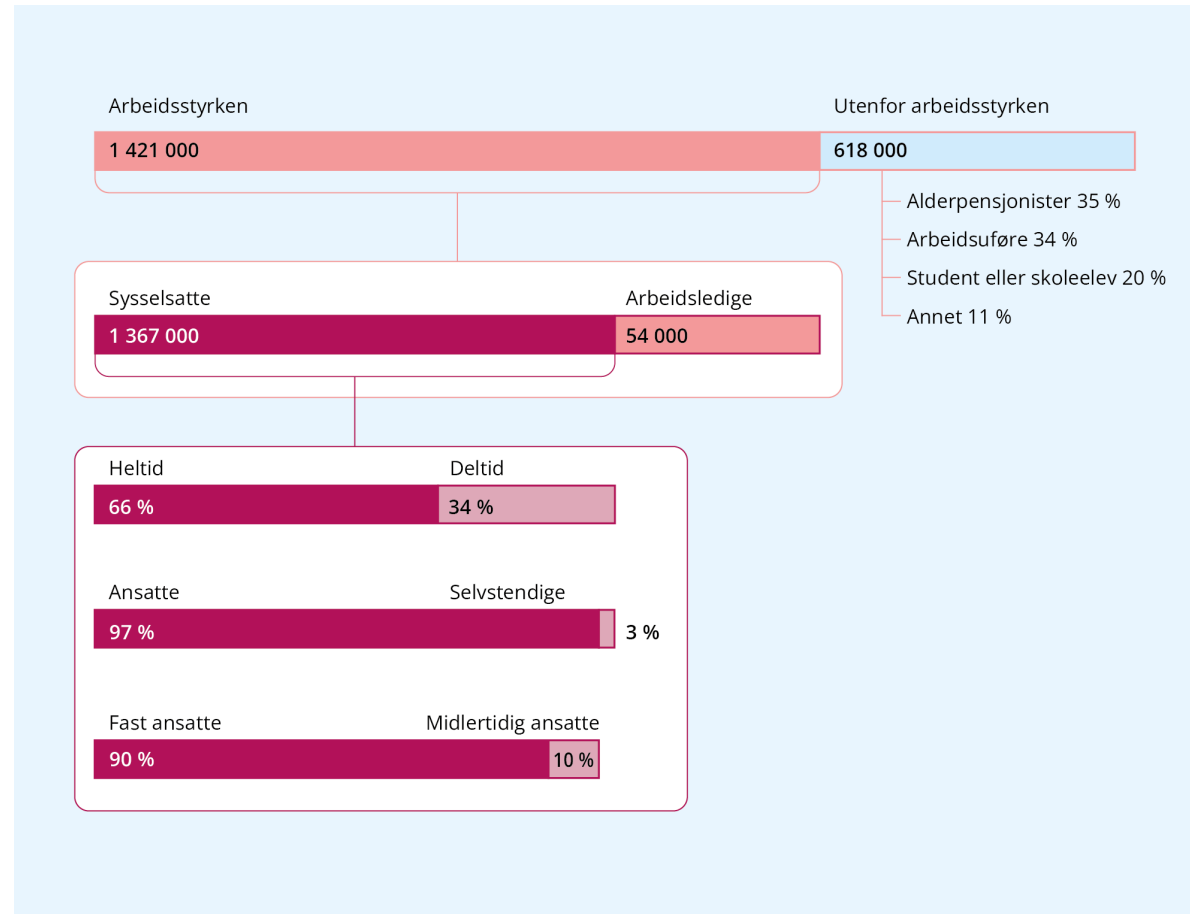 Arbeidsstyrken
Utenfor arbeidsstyrken
1 421 000
618 000
Alderpensjonister 35 %
Arbeidsuføre 34 %
Student eller skoleelev 20 %
Annet 11 %
Sysselsatte
Arbeidsledige
1 367 000
54 000
Heltid
Deltid
66 %
34 %
Ansatte
Selvstendige
97 %
3 %
Fast ansatte
Midlertidig ansatte
90 %
10 %